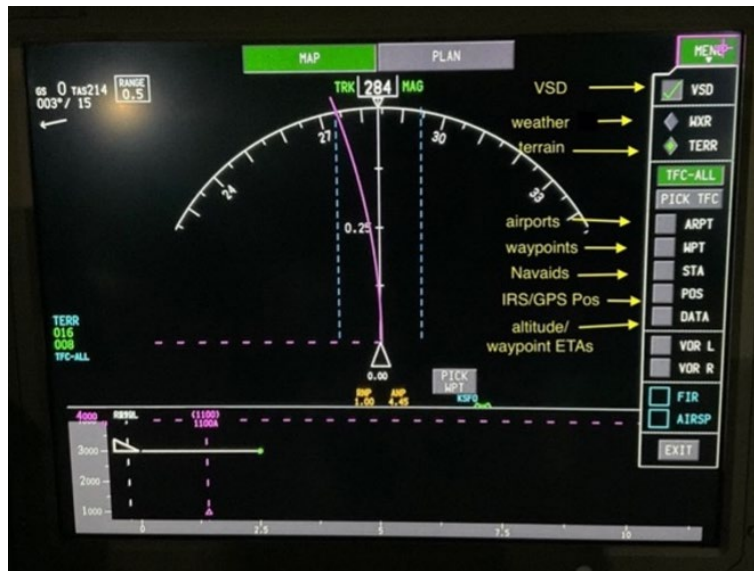 MAP
PLAN
MENU
GS 0 TAS214
003°/ 15
RANGE
0.5
TRK 284 MAG
24
27
30
33
0.25
0.00
VSD
weather
terrain
airports
waypoints
Navaids
IRS/GPS Pos
altitude/
waypoint ETAs
VSD
WXR
TERR
TFC-ALL
PICK TFC
ARPT
WPT
STA
POS
DATA
VOR L
VOR R
FIR
AIRSP
EXIT
TERR
016
008
TFC-ALL
PICK
WPT
RNP
1.00
ANP
4.45
KSFO
(1100)
1100A
4000
3000
2000
1000
0
2.5
5
7.5
10